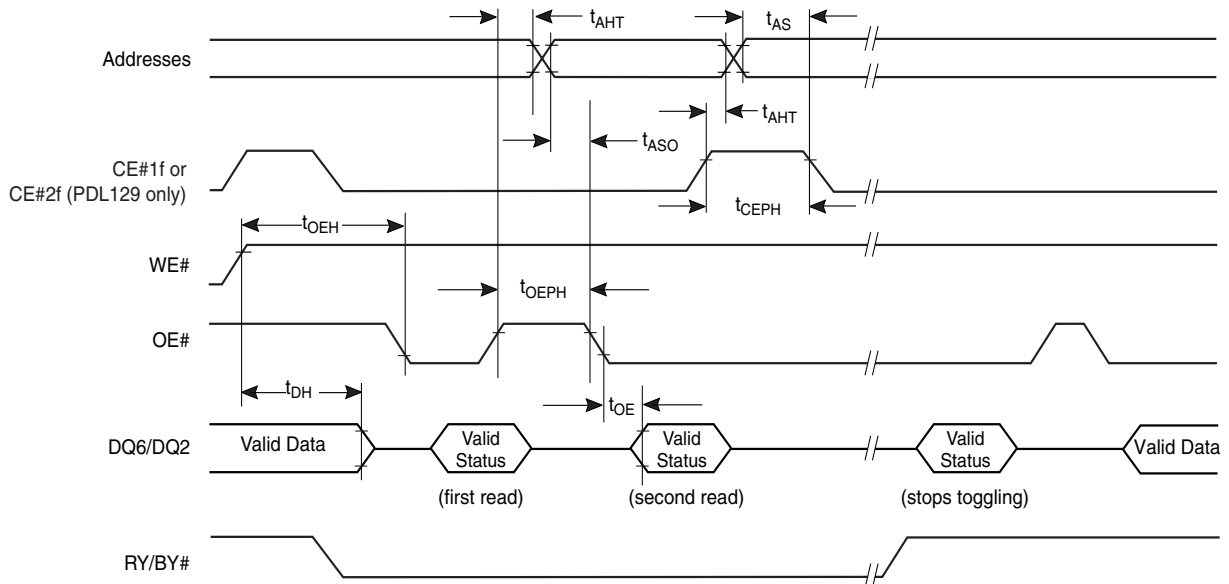 tAHT
tAS
Addresses
tAHT
tASO
CE#1f or
CE#2f (PDL129 only)
tCEPH
tOEH
WE#
tOEPH
OE#
tDH
tOE
DQ6/DQ2
Valid Data
Valid
Status
Valid
Status
Valid
Status
Valid Data
(first read)
(second read)
(stops toggling)
RY/BY#